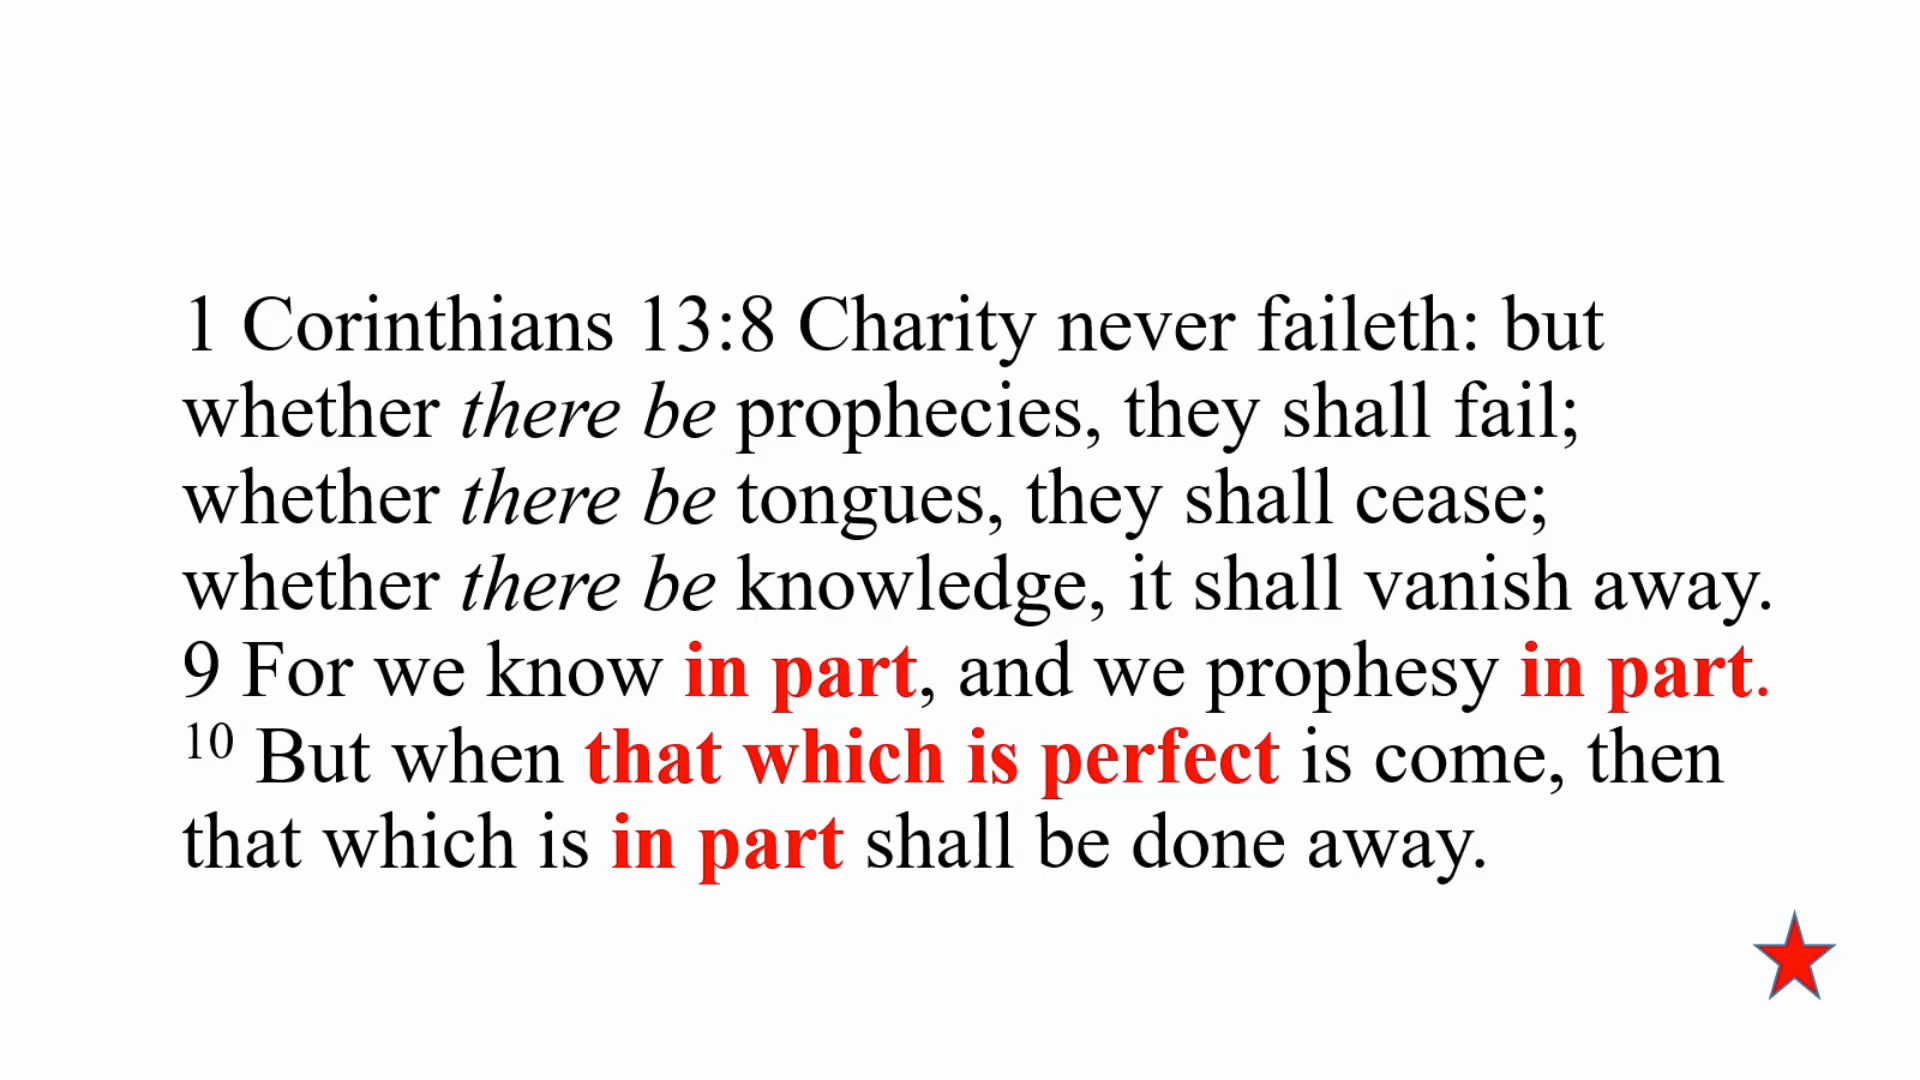 1 Corinthians 13:8 Charity never faileth: but
whether there be prophecies, they shall fail;
whether there be tongues, they shall cease;
whether there be knowledge, it shall vanish away.
9 For we know in part, and we prophesy in part.
10 But when that which is perfect is come, then
that which is in part shall be done away.